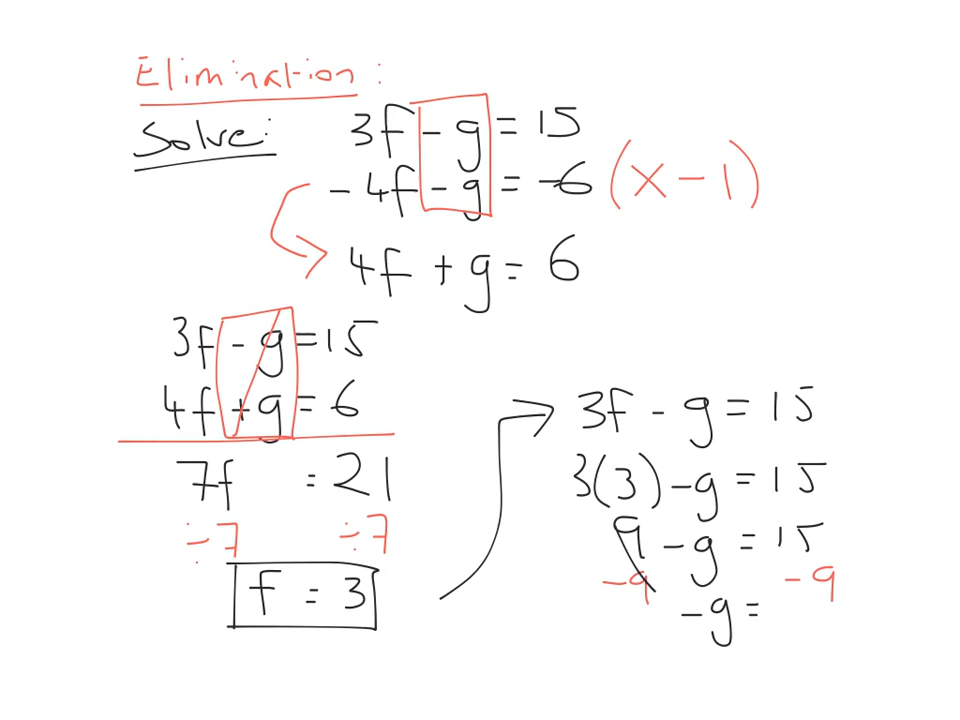 Elimination:
Solve:
3f - g = 15
- 4f - g = -6 (x - 1)
4f + g = 6
3f - g = 15
4f + g = 6
7f = 21
÷7 ÷7
f = 3
3f - g = 15
3(3) - g = 15
9 - g = 15
-9 -9
-g =